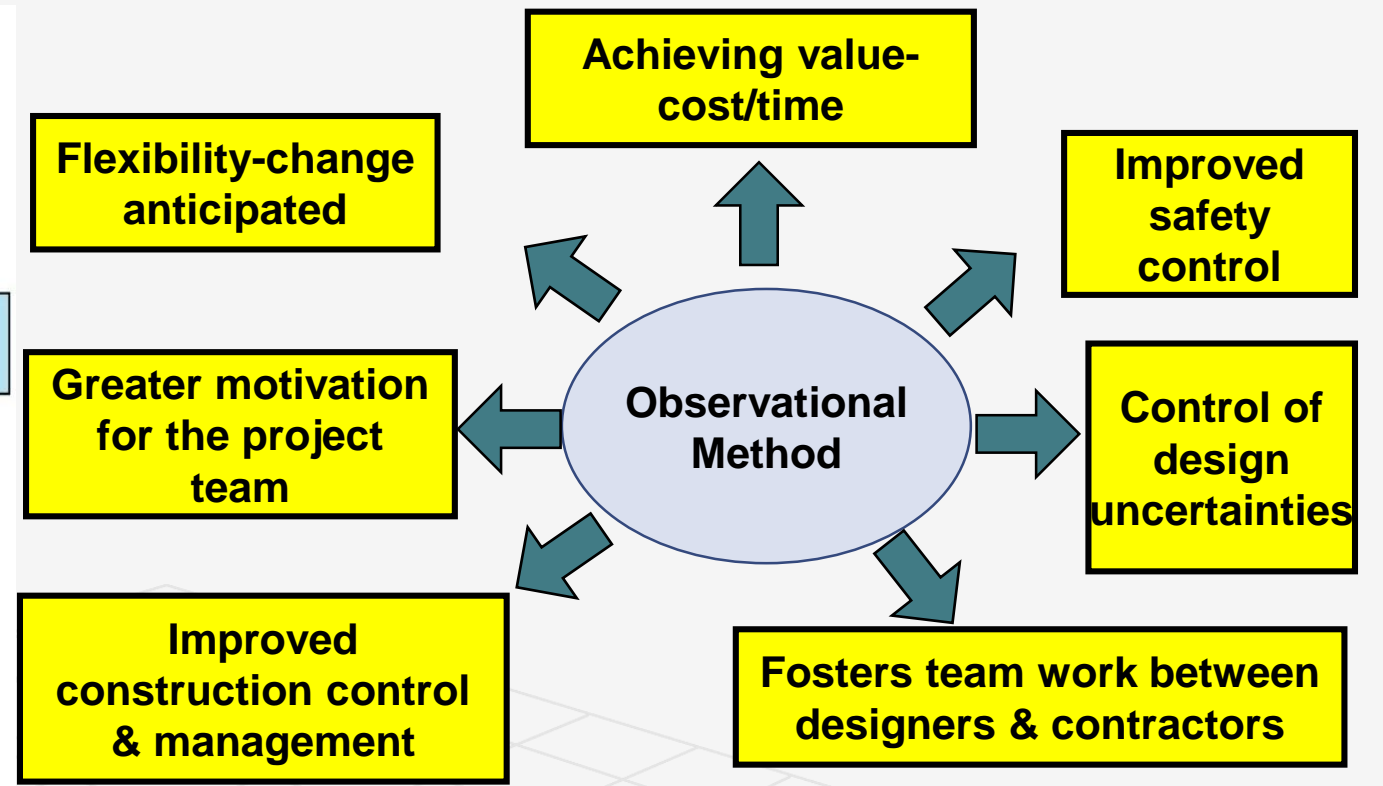 Achieving value-
cost/time
Flexibility-change
anticipated
Improved
safety
control
Greater motivation
for the project
team
Observational
Method
Control of
design
uncertainties
Improved
construction control
& management
Fosters team work between
designers & contractors